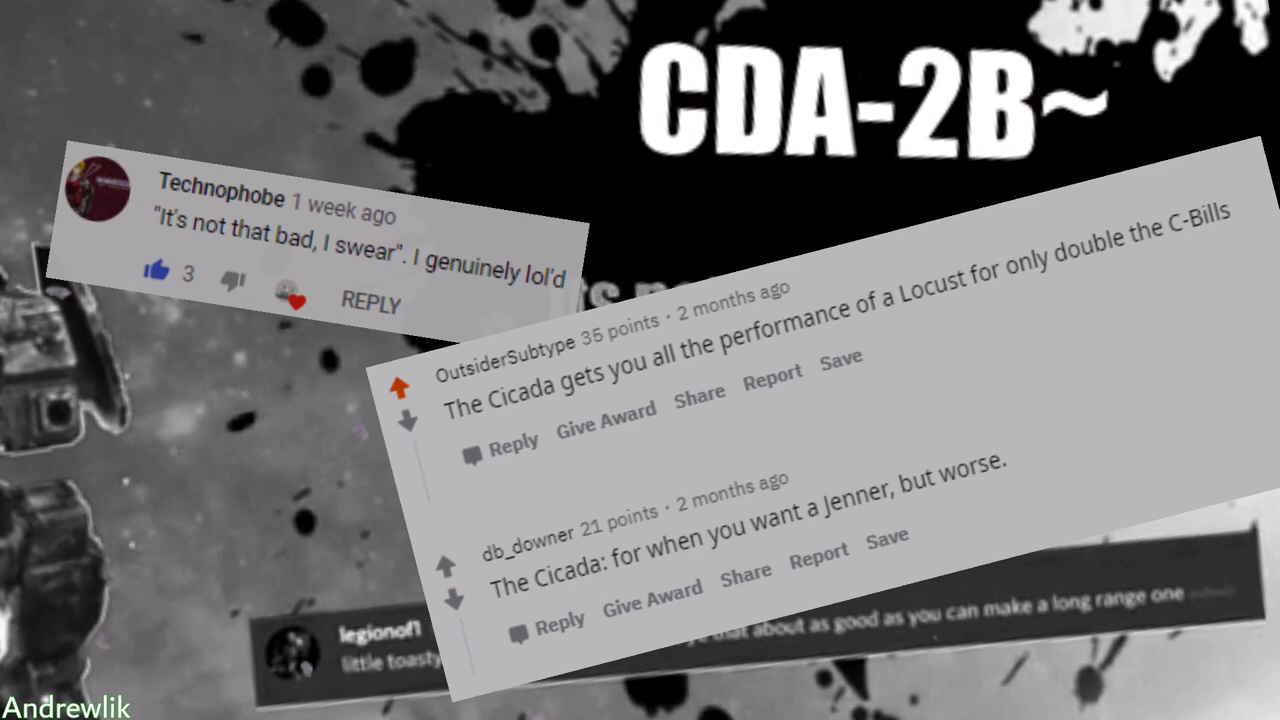 CDA-2B~
Technophobe 1 week ago
"It's not that bad, I swear". I genuinely lol'd
3 REPLY
OutsiderSubtype 35 points · 2 months ago
The Cicada gets you all the performance of a Locust for only double the C-Bills
Reply Give Award Share Report Save
db_downer 21 points · 2 months ago
The Cicada: for when you want a Jenner, but worse.
Reply Give Award Share Report Save
legionof1
little toasty
that about as good as you can make a long range one
Andrewlik